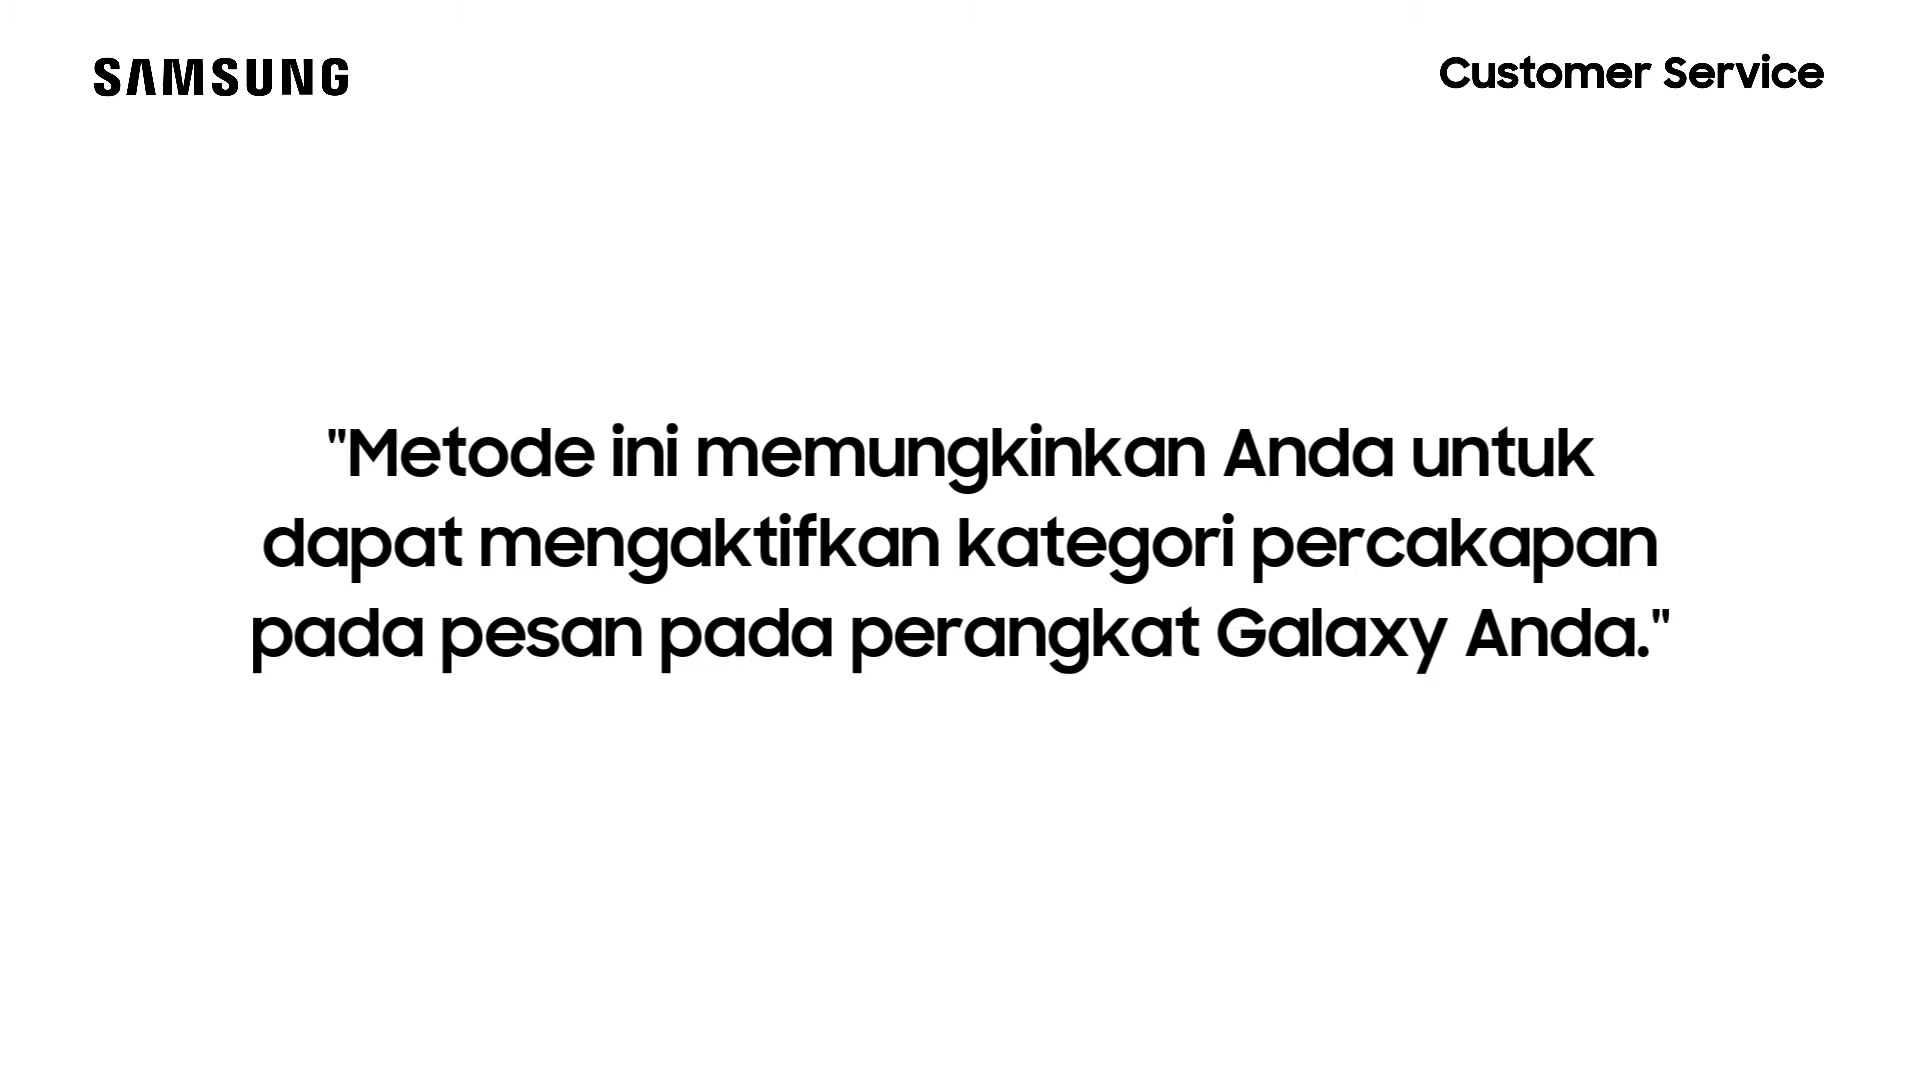 SAMSUNG
Customer Service
"Metode ini memungkinkan Anda untuk
dapat mengaktifkan kategori percakapan
pada pesan pada perangkat Galaxy Anda."